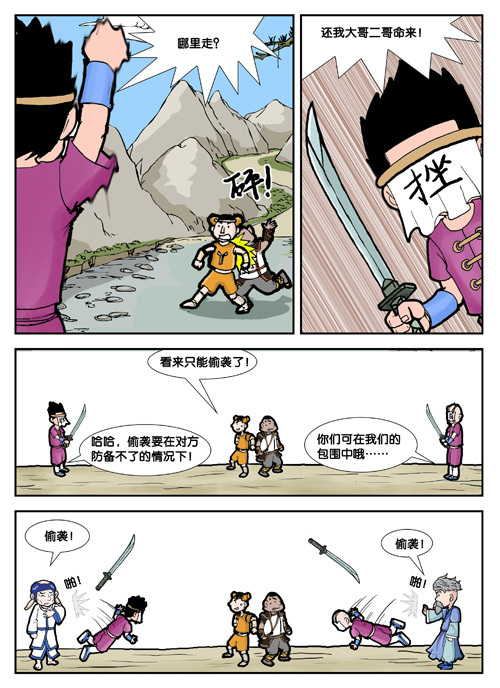 哪里走？
砰！
还我大哥二哥命来！
挫
看来只能偷袭了！
哈哈，偷袭要在对方
防备不了的情况下！
你们可在我们的
包围中哦……
偷袭！
啪！
偷袭！
啪！